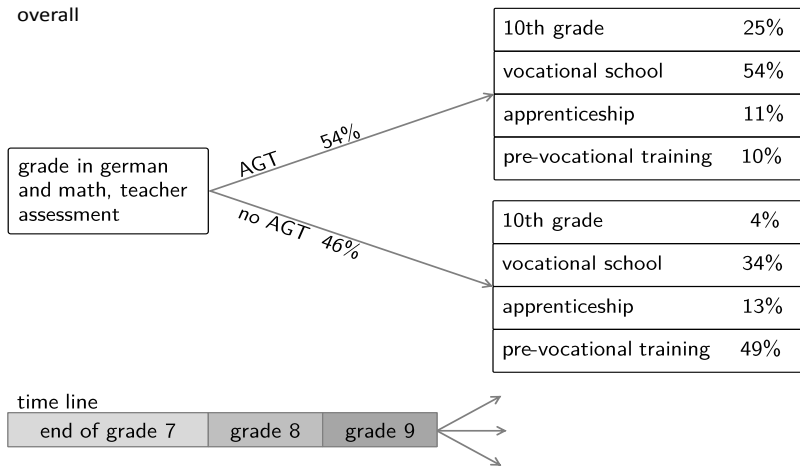 overall
10th grade 25%
vocational school 54%
apprenticeship 11%
pre-vocational training 10%
AGT 54%
grade in german
and math, teacher
assessment
no AGT 46%
10th grade 4%
vocational school 34%
apprenticeship 13%
pre-vocational training 49%
time line
end of grade 7 grade 8 grade 9